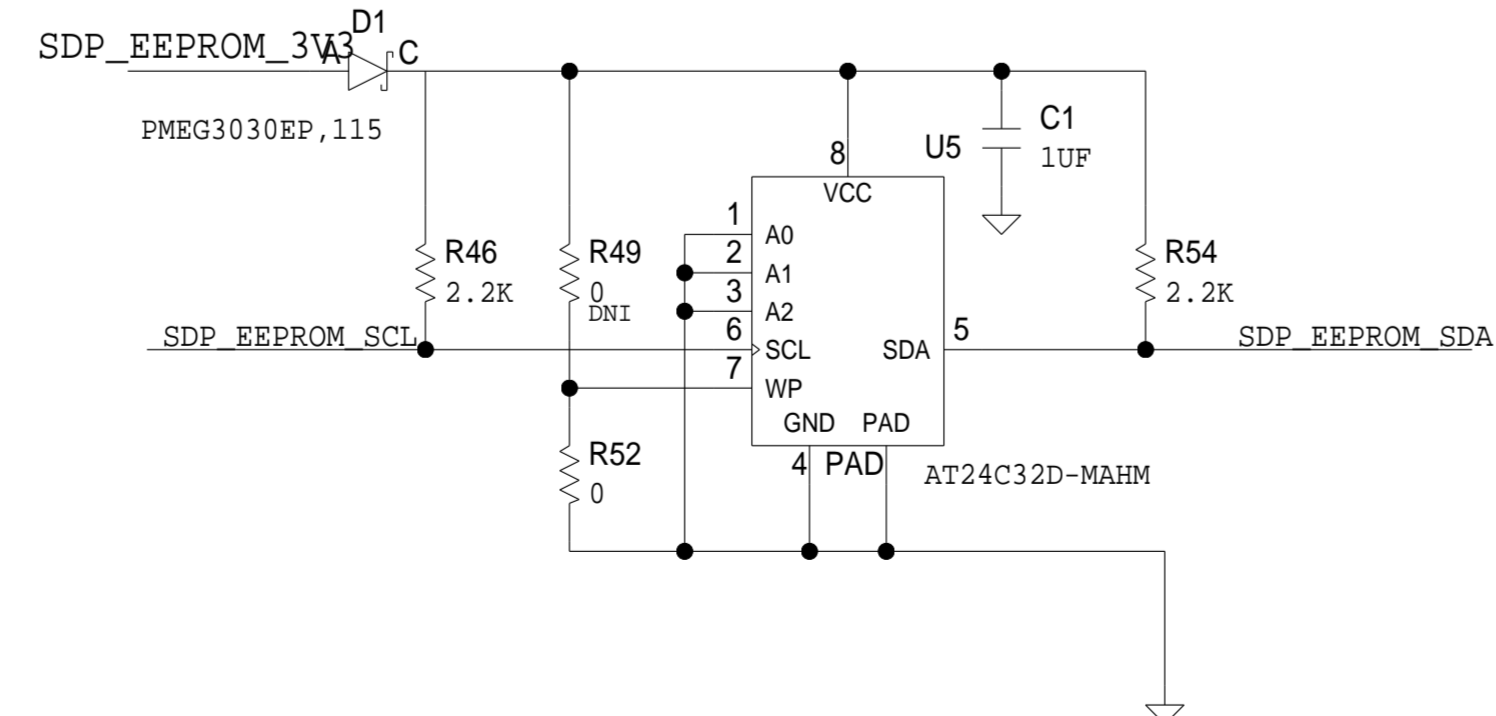 D1
SDP_EEPROM_3V3
A
C
PMEG3030EP,115
C1
1UF
U5
8
VCC
1
A0
2
A1
3
A2
6
SCL
7
WP
SDA
5
GND
PAD
4
PAD
AT24C32D-MAHM
R46
2.2K
R49
0
DNI
R54
2.2K
SDP_EEPROM_SCL
SDP_EEPROM_SDA
R52
0